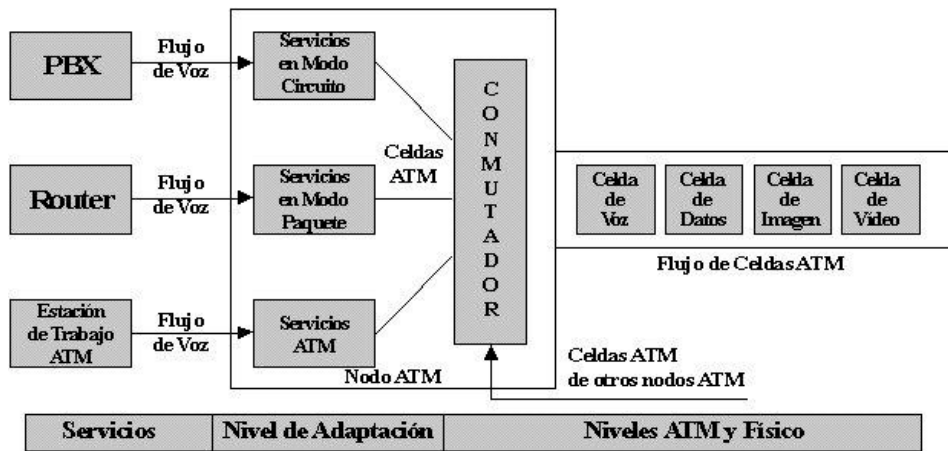 PBX
Flujo
de Voz
Servicios
en Modo
Circuito
Router
Flujo
de Voz
Servicios
en Modo
Paquete
Estación
de Trabajo
ATM
Flujo
de Voz
Servicios
ATM
Celdas
ATM
CONMUTADOR
Nodo ATM
Celda
de
Voz
Celda
de
Datos
Celda
de
Imagen
Celda
de
Vídeo
Flujo de Celdas ATM
Celdas ATM
de otros nodos ATM
Servicios
Nivel de Adaptación
Niveles ATM y Físico